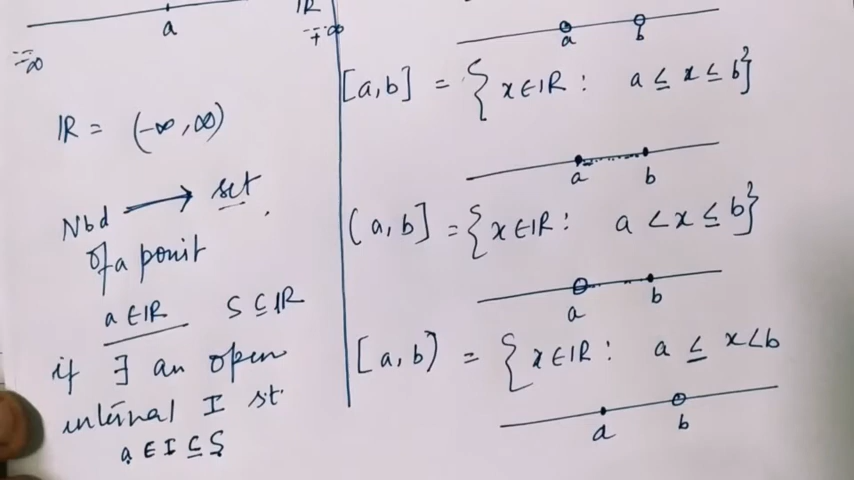 a
IR
-∞
+∞
IR = (-∞, ∞)
Nbd → set
of a point
a ∈ IR S ⊆ IR
if ∃ an open
interval I st.
a ∈ I ⊆ S
a b
[a, b] = { x ∈ IR : a ≤ x ≤ b }
a b
(a, b] = { x ∈ IR : a < x ≤ b }
a b
[a, b) = { x ∈ IR : a ≤ x < b
a b